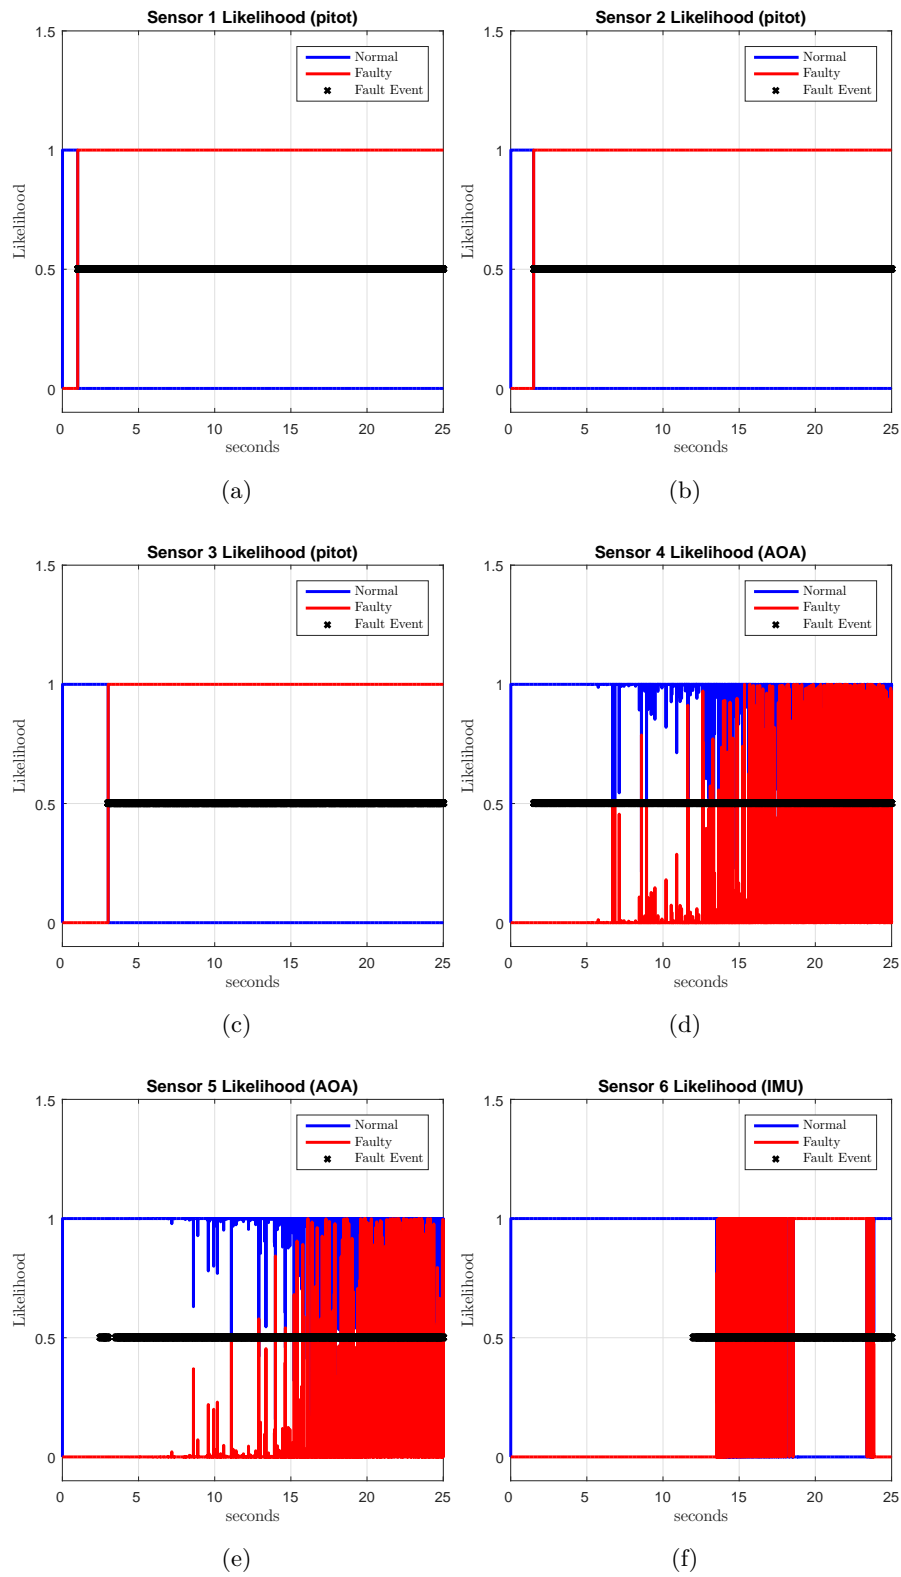 Sensor 1 Likelihood (pitot)
1.5
1
0.5
0
Likelihood
Normal
Faulty
Fault Event
0 5 10 15 20 25
seconds
(a)
Sensor 2 Likelihood (pitot)
1.5
1
0.5
0
Likelihood
Normal
Faulty
Fault Event
0 5 10 15 20 25
seconds
(b)
Sensor 3 Likelihood (pitot)
1.5
1
0.5
0
Likelihood
Normal
Faulty
Fault Event
0 5 10 15 20 25
seconds
(c)
Sensor 4 Likelihood (AOA)
1.5
1
0.5
0
Likelihood
Normal
Faulty
Fault Event
0 5 10 15 20 25
seconds
(d)
Sensor 5 Likelihood (AOA)
1.5
1
0.5
0
Likelihood
Normal
Faulty
Fault Event
0 5 10 15 20 25
seconds
(e)
Sensor 6 Likelihood (IMU)
1.5
1
0.5
0
Likelihood
Normal
Faulty
Fault Event
0 5 10 15 20 25
seconds
(f)